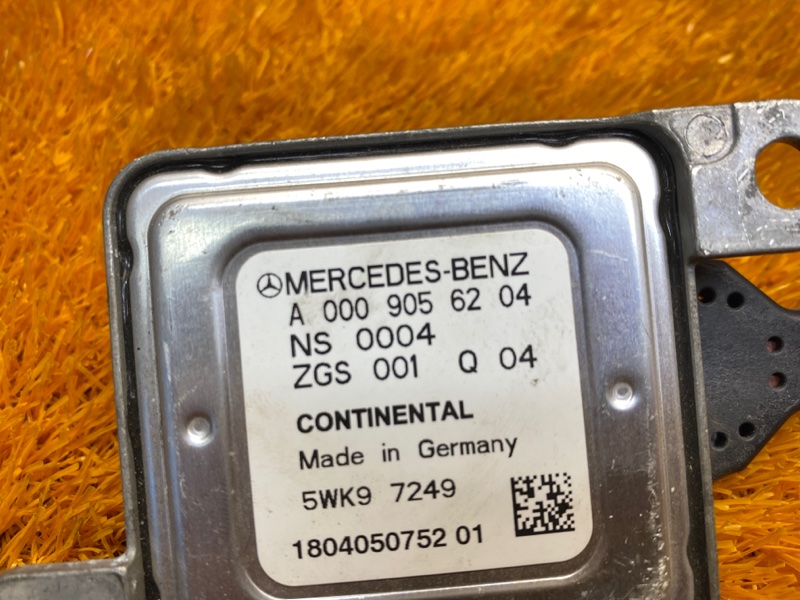 MERCEDES-BENZ
A 000 905 62 04
NS 0004
ZGS 001 Q 04
CONTINENTAL
Made in Germany
5WK9 7249
1804050752 01